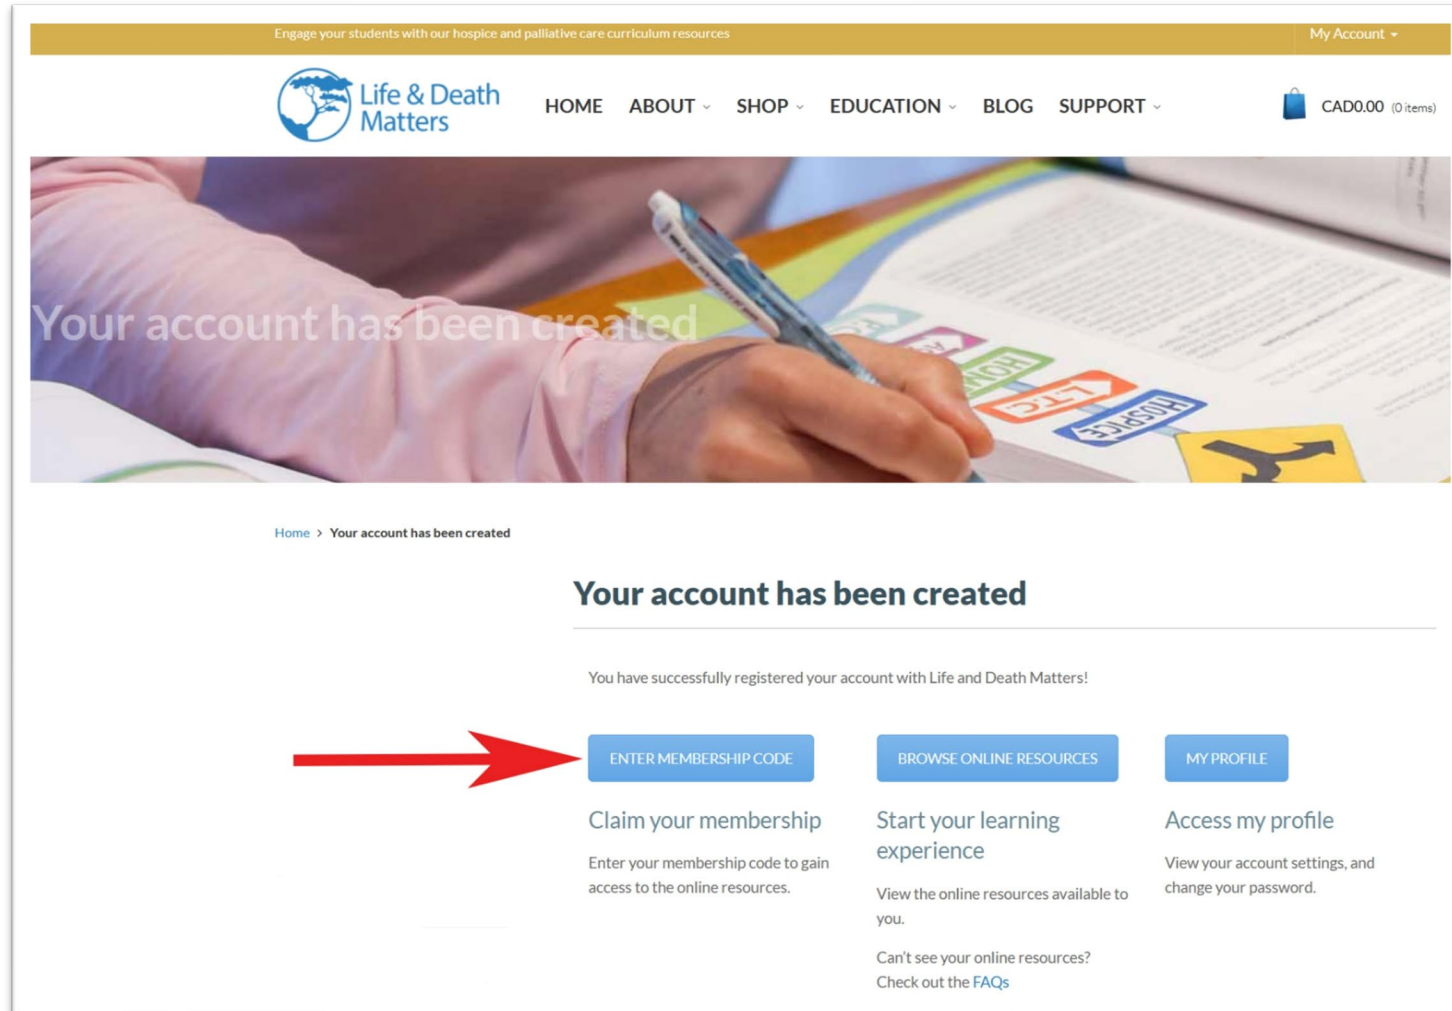 Engage your students with our hospice and palliative care curriculum resources
My Account
Life & Death
Matters
HOME ABOUT SHOP EDUCATION BLOG SUPPORT
CAD0.00 (0 items)
Your account has been created
HOME
L.T.C.
HOSPICE
Home > Your account has been created
Your account has been created
You have successfully registered your account with Life and Death Matters!
ENTER MEMBERSHIP CODE
Claim your membership
Enter your membership code to gain
access to the online resources.
BROWSE ONLINE RESOURCES
Start your learning
experience
View the online resources available to
you.
Can't see your online resources?
Check out the FAQs
MY PROFILE
Access my profile
View your account settings, and
change your password.